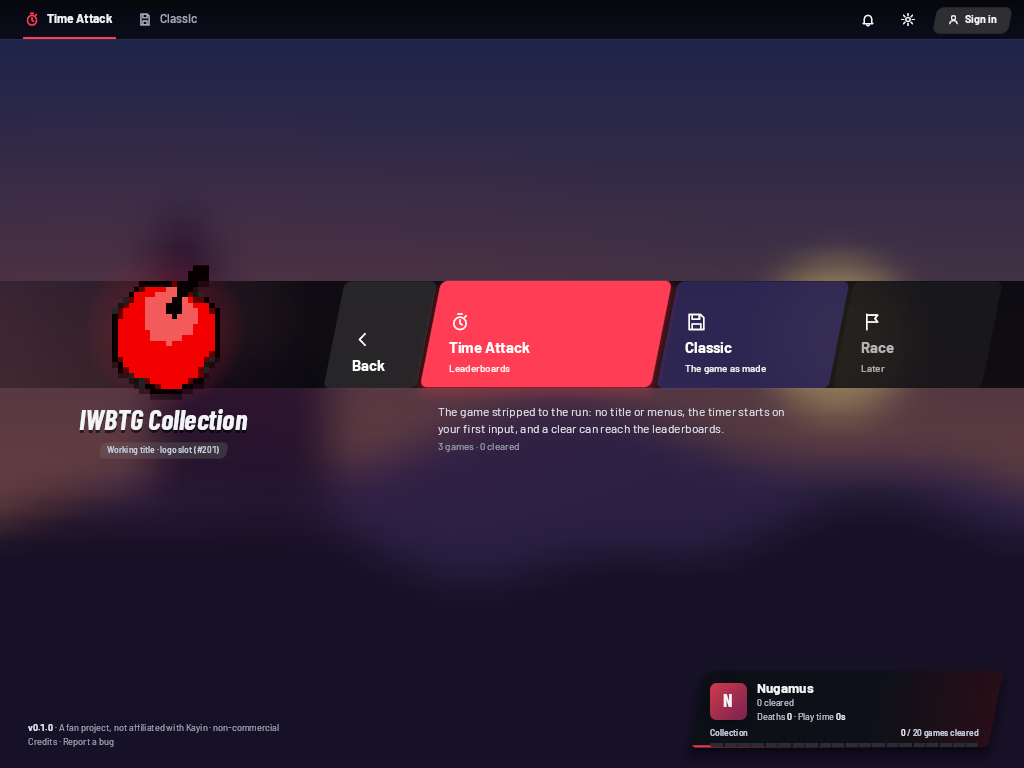 Time Attack
Classic
Sign in
Back
Time Attack
Leaderboards
Classic
The game as made
Race
Later
IWBTG Collection
Working title · logo slot (#201)
The game stripped to the run: no title or menus, the timer starts on
your first input, and a clear can reach the leaderboards.
3 games · 0 cleared
v0.1.0 · A fan project, not affiliated with Kayin · non-commercial
Credits · Report a bug
N
Nugamus
0 cleared
Deaths 0 · Play time 0s
Collection
0 / 20 games cleared